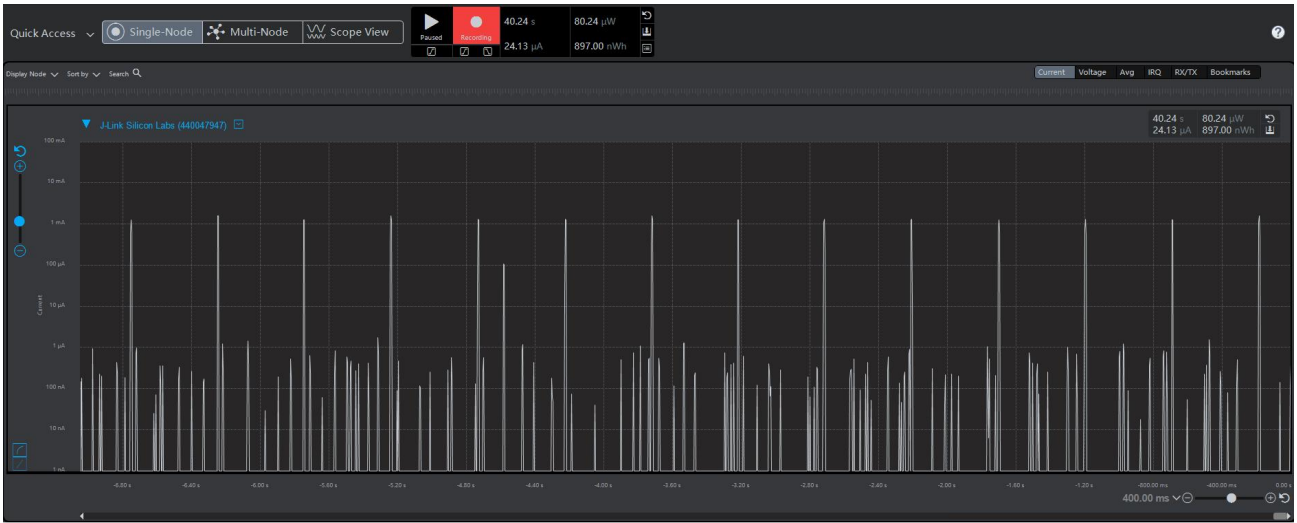 Quick Access Single-Node Multi-Node Scope View
Paused Recording
40.24 s 80.24 µW
24.13 µA 897.00 nWh
?
Display Node Sort by Search
Current Voltage Avg IRQ RX/TX Bookmarks
J-Link Silicon Labs (440047947)
40.24 s 80.24 µW
24.13 µA 897.00 nWh
100 mA
10 mA
1 mA
100 µA
10 µA
1 µA
100 nA
10 nA
1 nA
Current
-6.80 s -6.40 s -6.00 s -5.60 s -5.20 s -4.80 s -4.40 s -4.00 s -3.60 s -3.20 s -2.80 s -2.40 s -2.00 s -1.60 s -1.20 s -800.00 ms -400.00 ms 0.00 s
400.00 ms